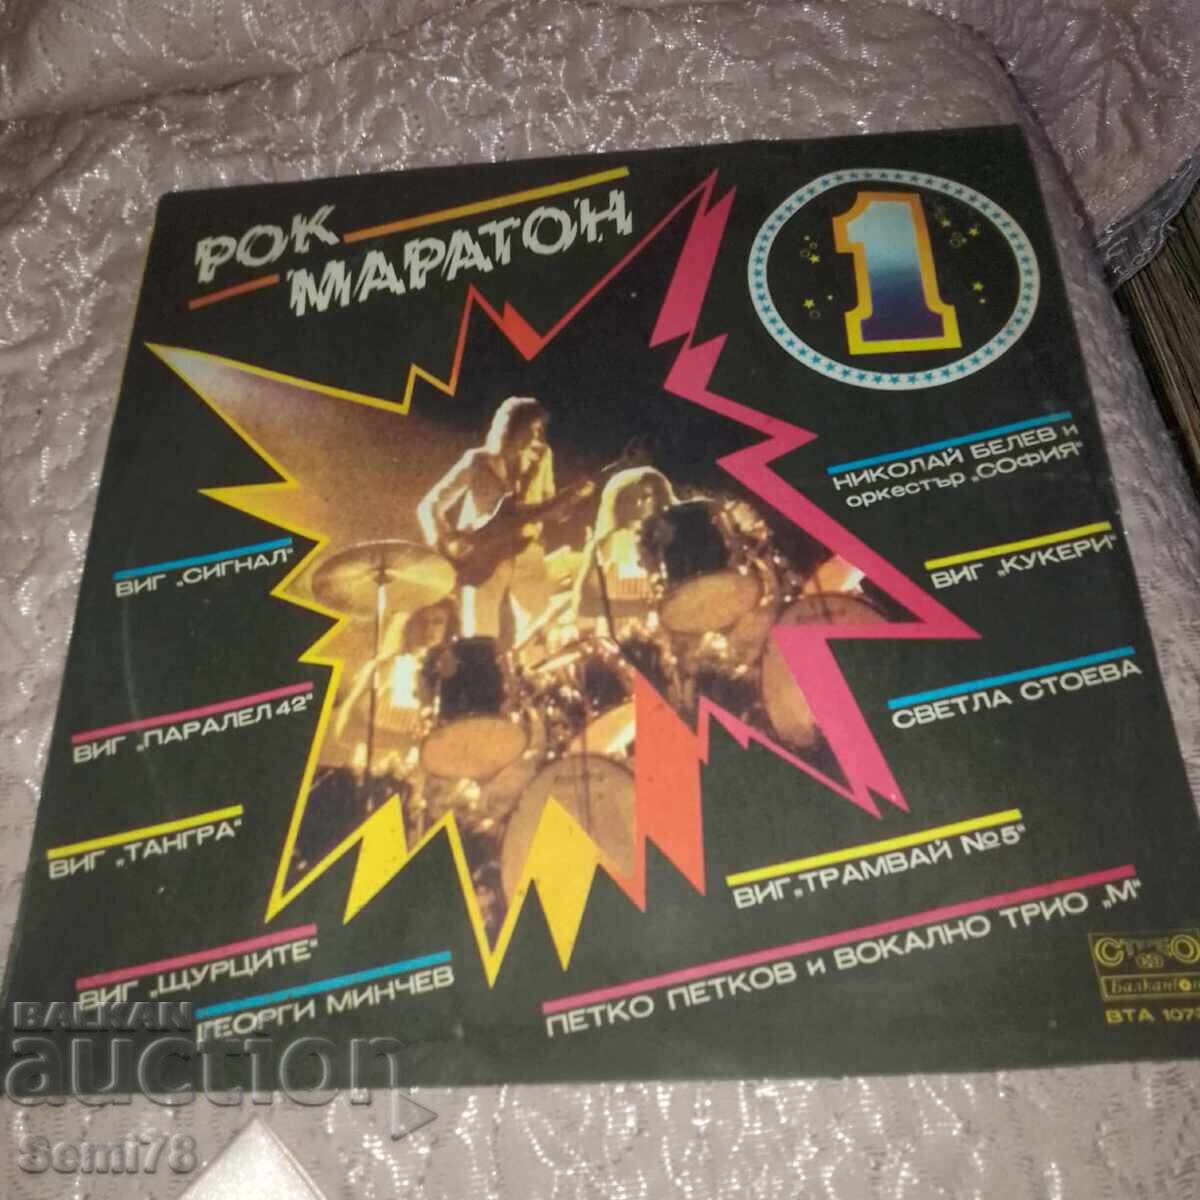 РОК
МАРАТОН
1
НИКОЛАЙ БЕЛЕВ и
оркестър „СОФИЯ"
ВИГ „СИГНАЛ"
ВИГ „КУКЕРИ"
ВИГ „ПАРАЛЕЛ 42"
СВЕТЛА СТОЕВА
ВИГ „ТАНГРА"
ВИГ „ТРАМВАЙ №5"
ВИГ „ЩУРЦИТЕ"
ГЕОРГИ МИНЧЕВ
ПЕТКО ПЕТКОВ и ВОКАЛНО ТРИО „М"
СТЕРЕО
Балкантон
ВТА
BALKAN
auction
Semi78